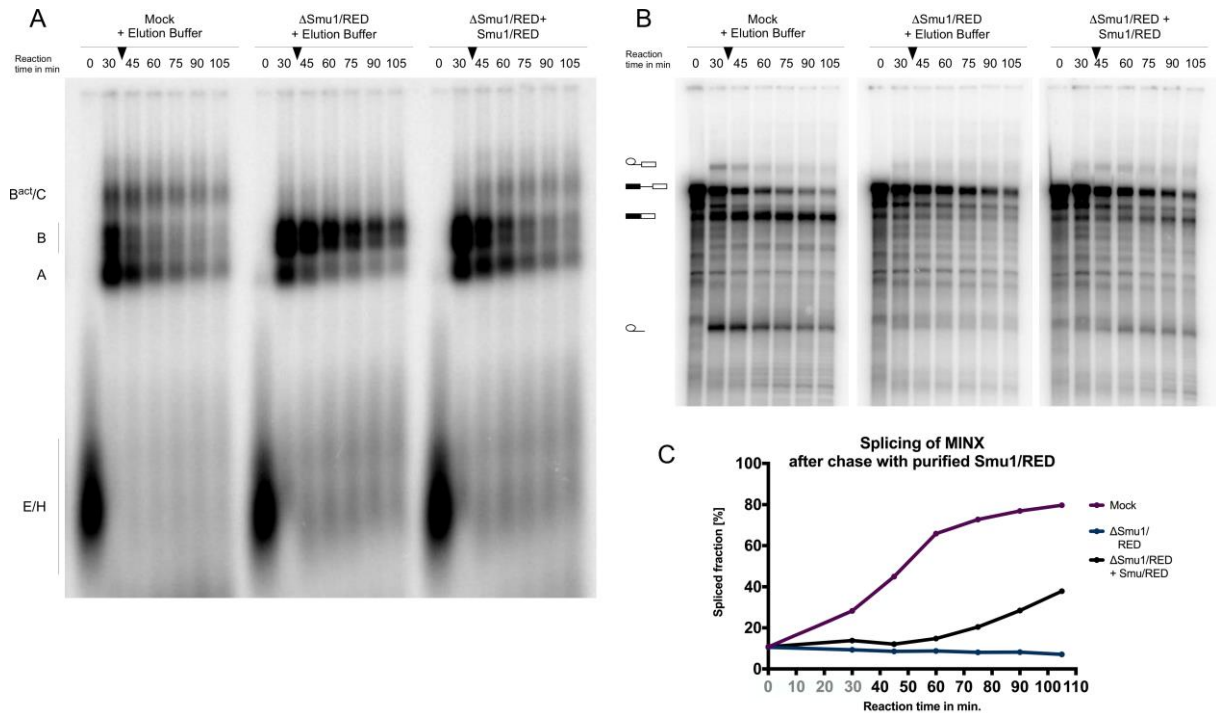 A
Mock
+ Elution Buffer
ΔSmu1/RED
+ Elution Buffer
ΔSmu1/RED+
Smu1/RED
Reaction
time in min
0 30 45 60 75 90 105
0 30 45 60 75 90 105
0 30 45 60 75 90 105
Bact/C
B
A
E/H
B
Mock
+ Elution Buffer
ΔSmu1/RED
+ Elution Buffer
ΔSmu1/RED +
Smu1/RED
Reaction
time in min
0 30 45 60 75 90 105
0 30 45 60 75 90 105
0 30 45 60 75 90 105
C
Splicing of MINX
after chase with purified Smu1/RED
Spliced fraction [%]
100
80
60
40
20
0
0 10 20 30 40 50 60 70 80 90 100 110
Reaction time in min.
Mock
ΔSmu1/
RED
ΔSmu1/RED
+ Smu/RED